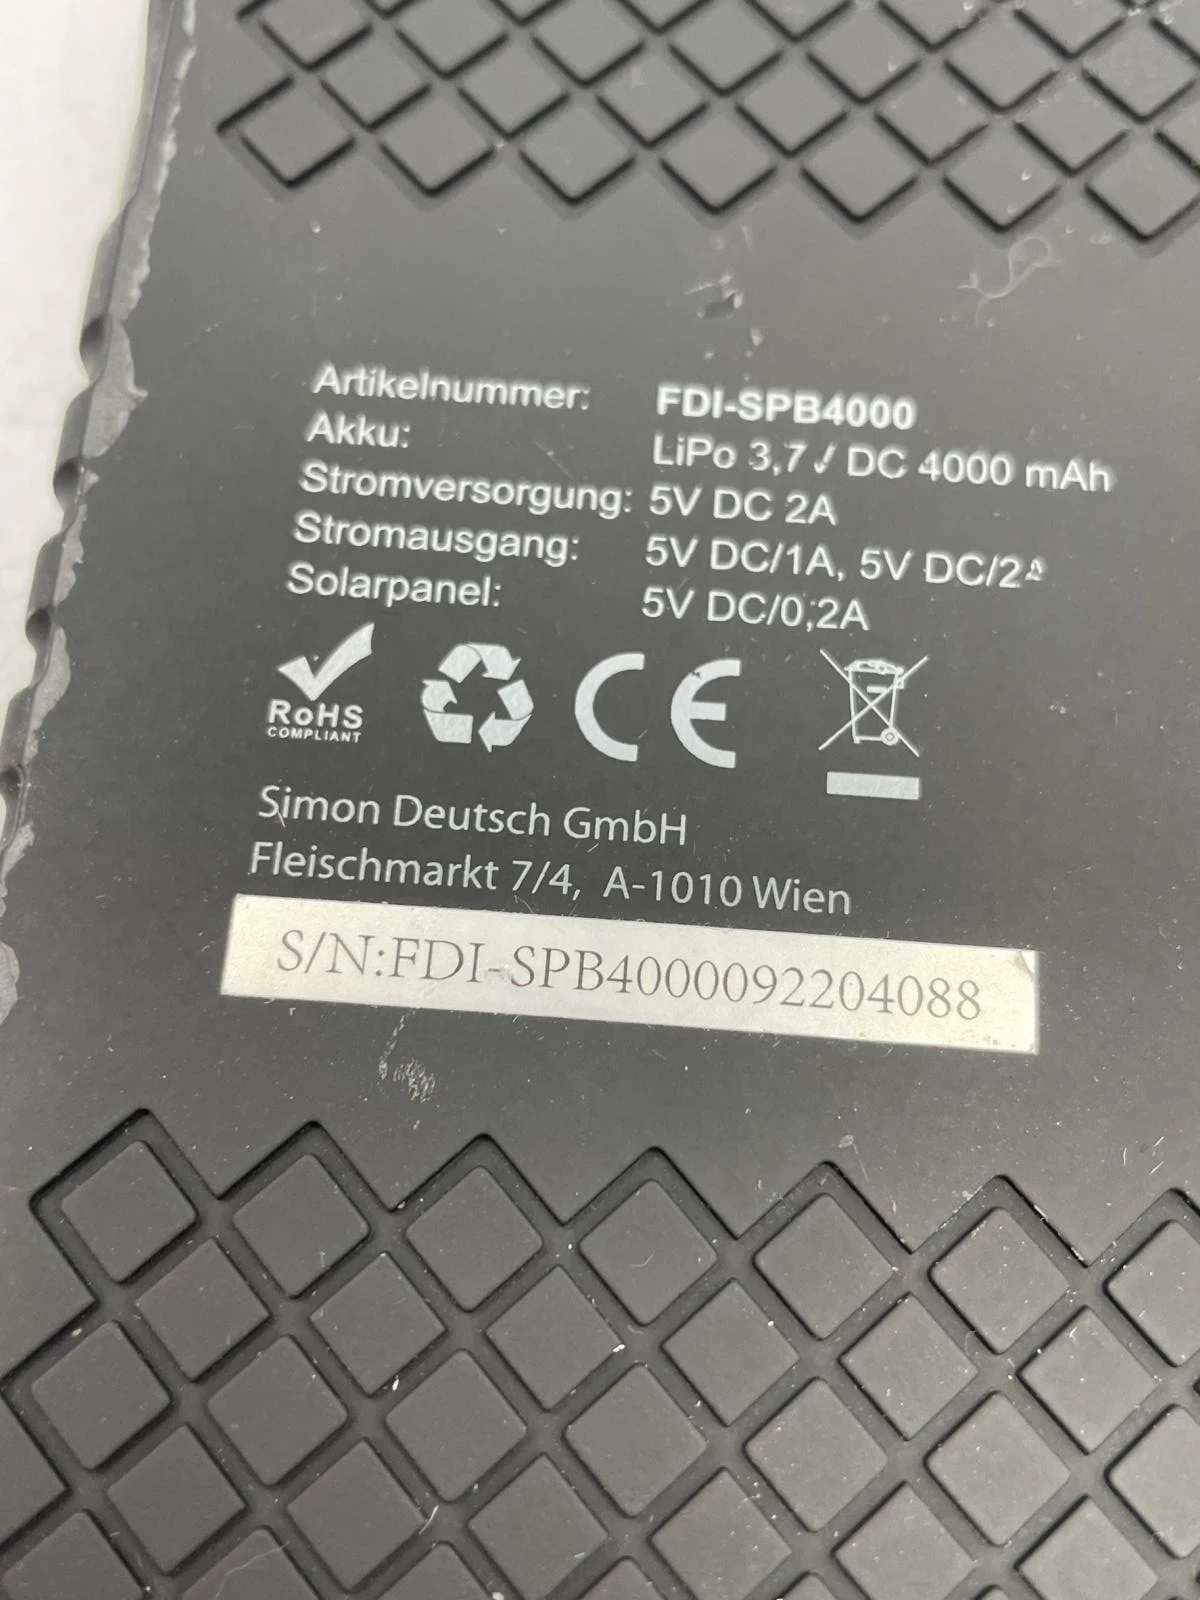 Artikelnummer: FDI-SPB4000
Akku: LiPo 3,7 / DC 4000 mAh
Stromversorgung: 5V DC 2A
Stromausgang: 5V DC/1A, 5V DC/2A
Solarpanel: 5V DC/0,2A
RoHS
COMPLIANT
CE
Simon Deutsch GmbH
Fleischmarkt 7/4, A-1010 Wien
S/N:FDI-SPB4000092204088